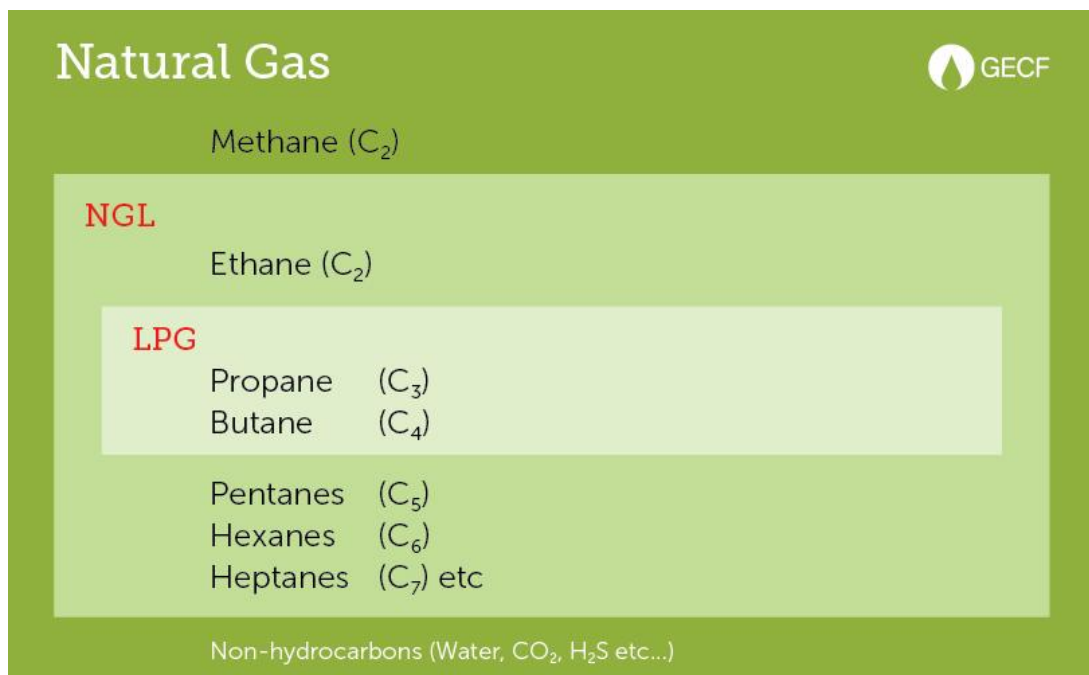 Natural Gas
GECF
Methane (C₂)
NGL
Ethane (C₂)
LPG
Propane (C₃)
Butane (C₄)
Pentanes (C₅)
Hexanes (C₆)
Heptanes (C₇) etc
Non-hydrocarbons (Water, CO₂, H₂S etc...)